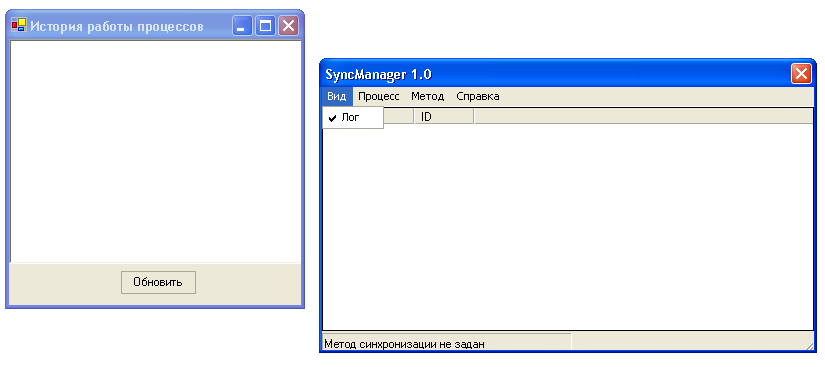 История работы процессов
Обновить
SyncManager 1.0
Вид Процесс Метод Справка
Лог
ID
Метод синхронизации не задан